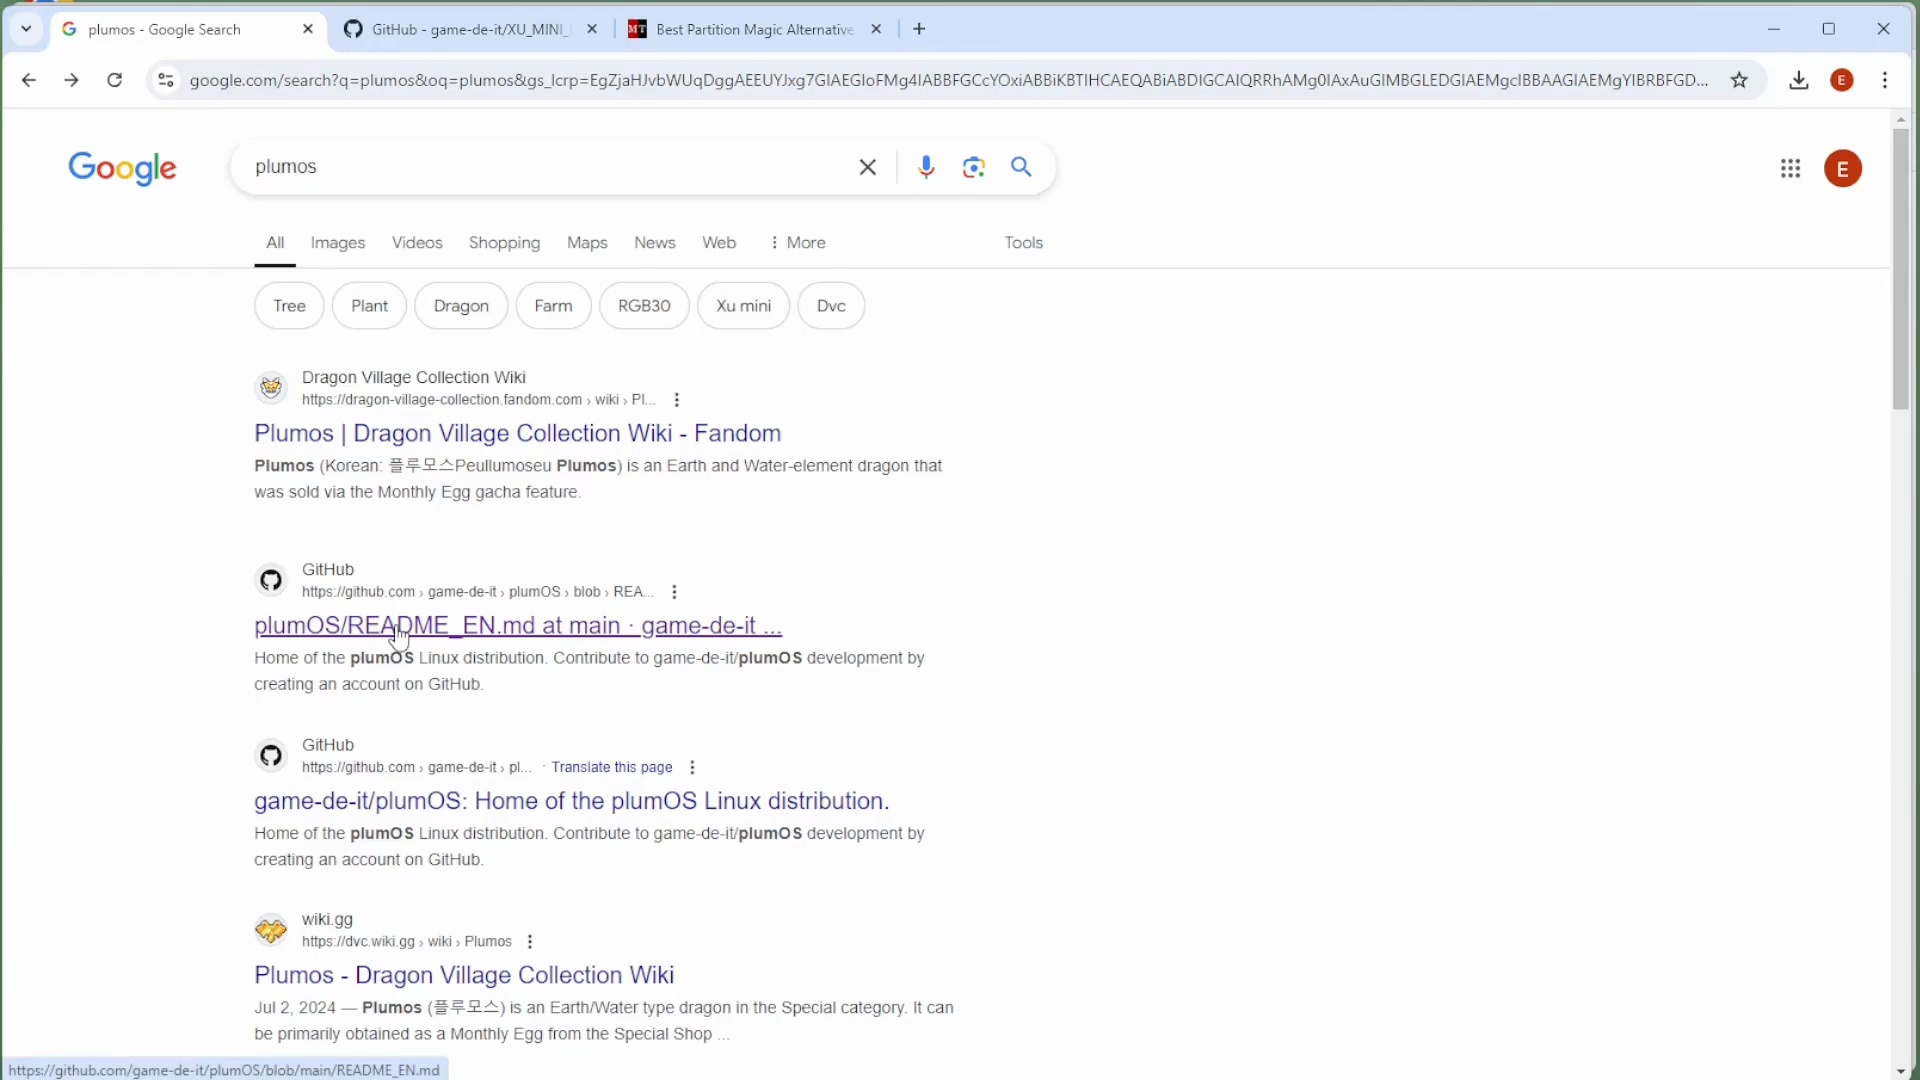 plumos - Google Search
GitHub - game-de-it/XU_MINI_
MT
Best Partition Magic Alternative
google.com/search?q=plumos&oq=plumos&gs_lcrp=EgZjaHJvbWUqDggAEEUYJxg7GIAEGIoFMg4IABBFGCcYOxiABBiKBTIHCAEQABiABDIGCAIQRRhAMg0IAxAuGIMBGLEDGIAEMgcIBBAAGIAEMgYIBRBFGD...
E
Google
plumos
E
All
Images
Videos
Shopping
Maps
News
Web
More
Tools
Tree
Plant
Dragon
Farm
RGB30
Xu mini
Dvc
Dragon Village Collection Wiki
https://dragon-village-collection.fandom.com › wiki › Pl...
Plumos | Dragon Village Collection Wiki - Fandom
Plumos (Korean: 플루모스Peullumoseu Plumos) is an Earth and Water-element dragon that
was sold via the Monthly Egg gacha feature.
GitHub
https://github.com › game-de-it › plumOS › blob › REA...
plumOS/README_EN.md at main · game-de-it ...
Home of the plumOS Linux distribution. Contribute to game-de-it/plumOS development by
creating an account on GitHub.
GitHub
https://github.com › game-de-it › pl... · Translate this page
game-de-it/plumOS: Home of the plumOS Linux distribution.
Home of the plumOS Linux distribution. Contribute to game-de-it/plumOS development by
creating an account on GitHub.
wiki.gg
https://dvc.wiki.gg › wiki › Plumos
Plumos - Dragon Village Collection Wiki
Jul 2, 2024 — Plumos (플루모스) is an Earth/Water type dragon in the Special category. It can
be primarily obtained as a Monthly Egg from the Special Shop ...
https://github.com/game-de-it/plumOS/blob/main/README_EN.md